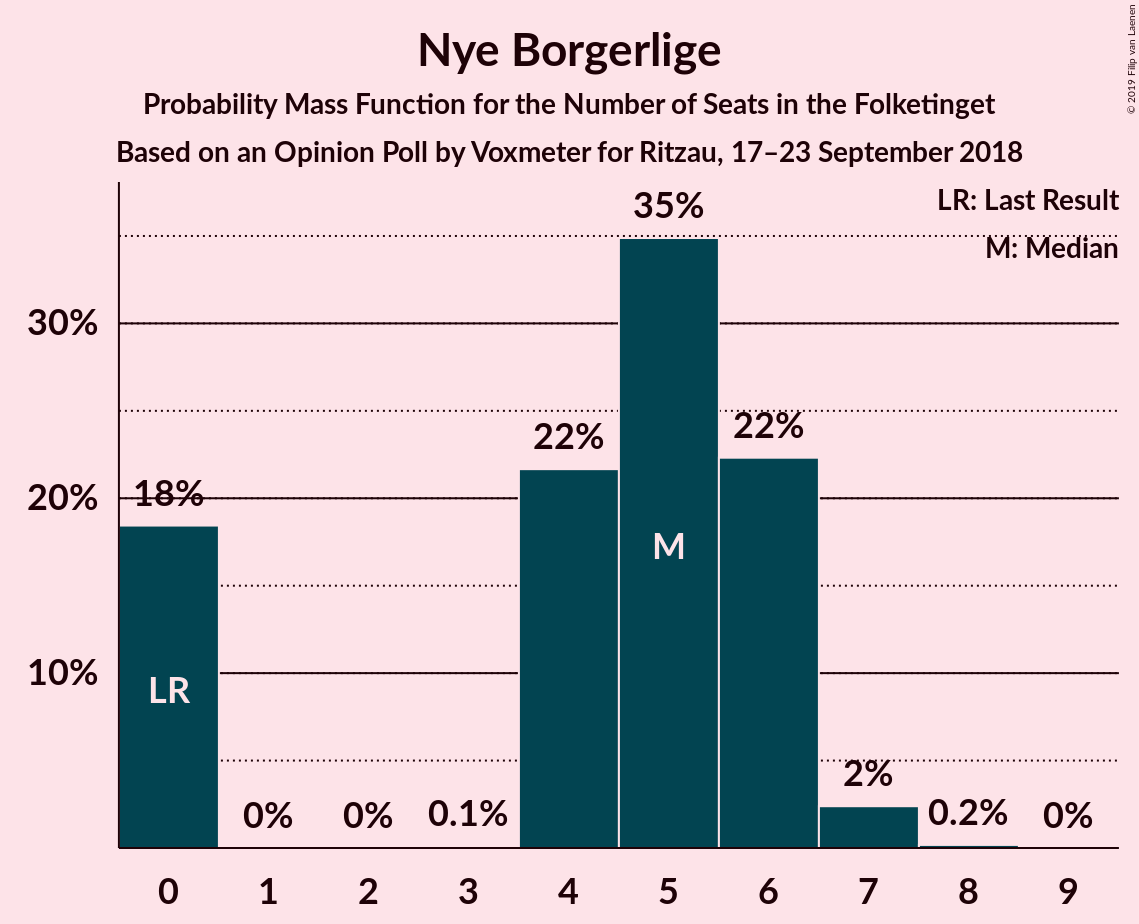 Nye Borgerlige
Probability Mass Function for the Number of Seats in the Folketinget
Based on an Opinion Poll by Voxmeter for Ritzau, 17–23 September 2018
© 2019 Filip van Laenen
LR: Last Result
M: Median
35%
30%
22%
22%
20%
18%
M
10%
LR
2%
0%
0%
0.1%
0.2%
0%
0 1 2 3 4 5 6 7 8 9